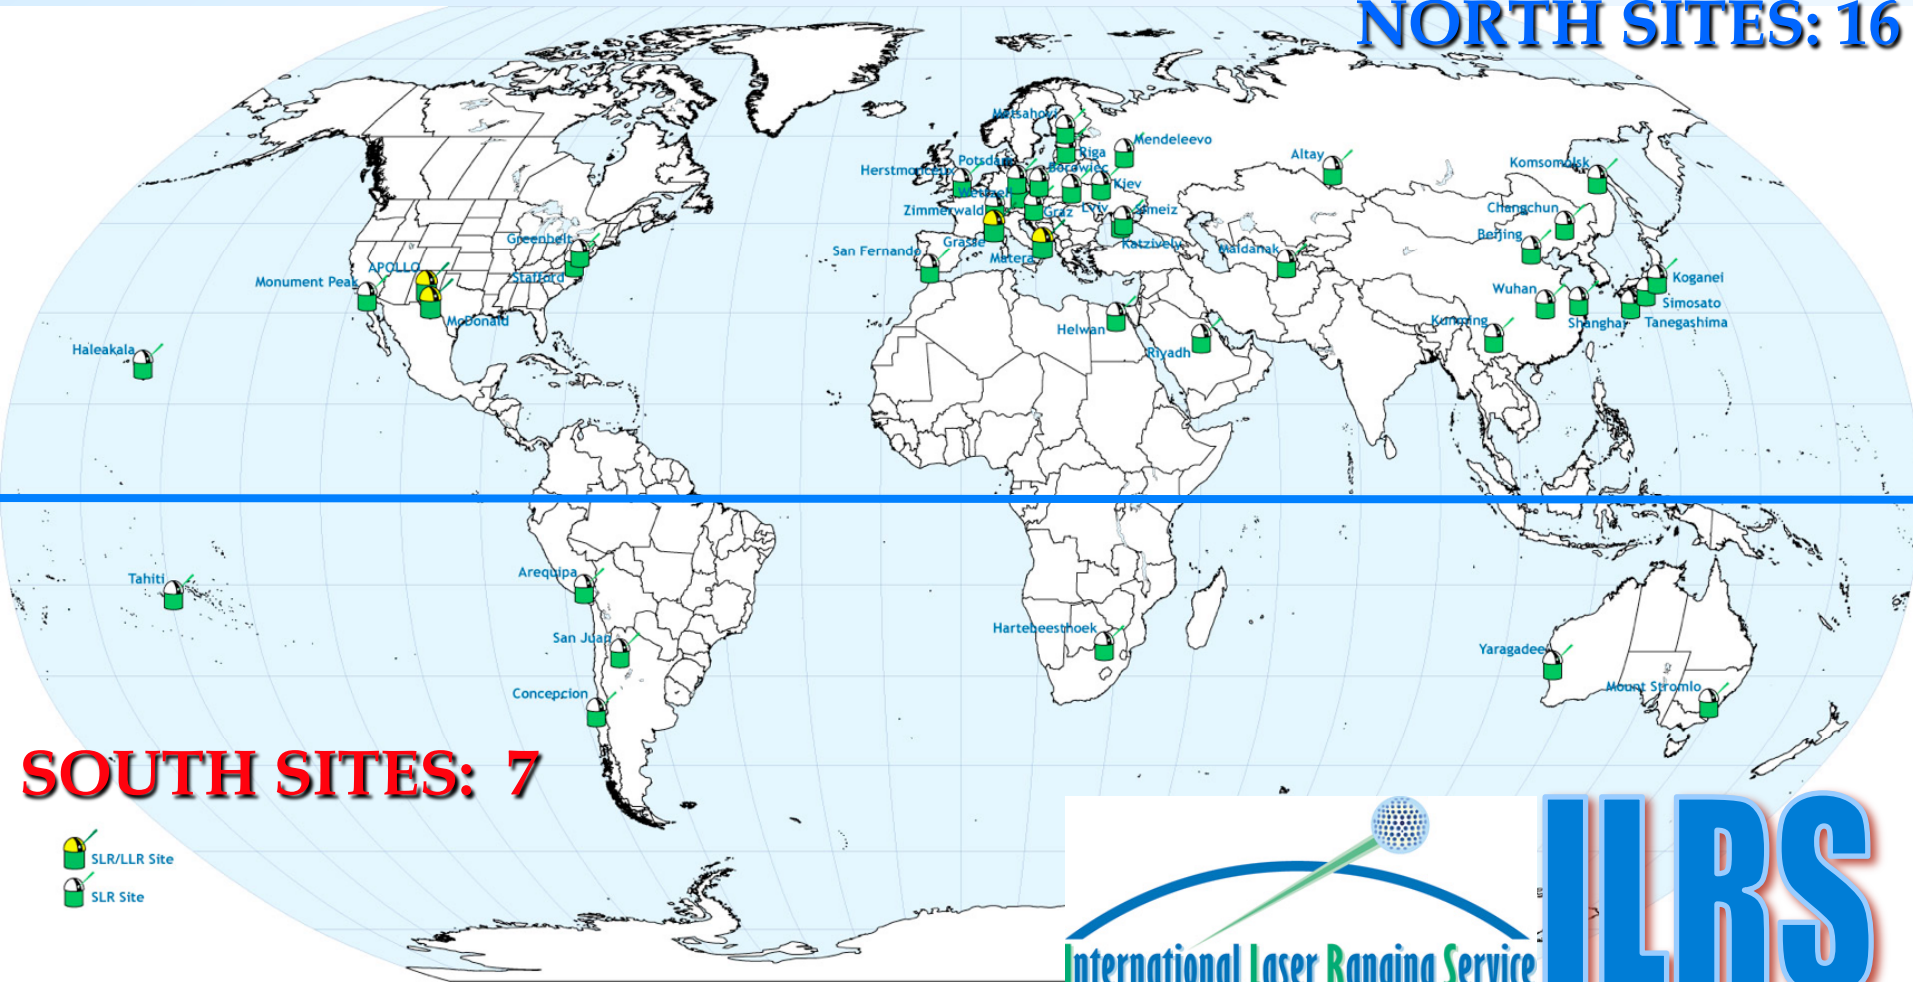 NORTH SITES: 16
Metsahovi
Mendeleevo
Riga
Potsdam
Borowiec
Herstmonceux
Altay
Komsomolsk
Wettzell
Kiev
Zimmerwald
Graz
Lviv
Simeiz
Changchun
Greenbelt
Grasse
Katzively
Beijing
San Fernando
Matera
Maidanak
APOLLO
Stafford
Monument Peak
Koganei
Wuhan
Simosato
McDonald
Helwan
Kunming
Shanghai
Tanegashima
Haleakala
Riyadh
Tahiti
Arequipa
San Juan
Hartebeesthoek
Yaragadee
Concepcion
Mount Stromlo
SOUTH SITES: 7
SLR/LLR Site
SLR Site
International Laser Ranging Service
ILRS